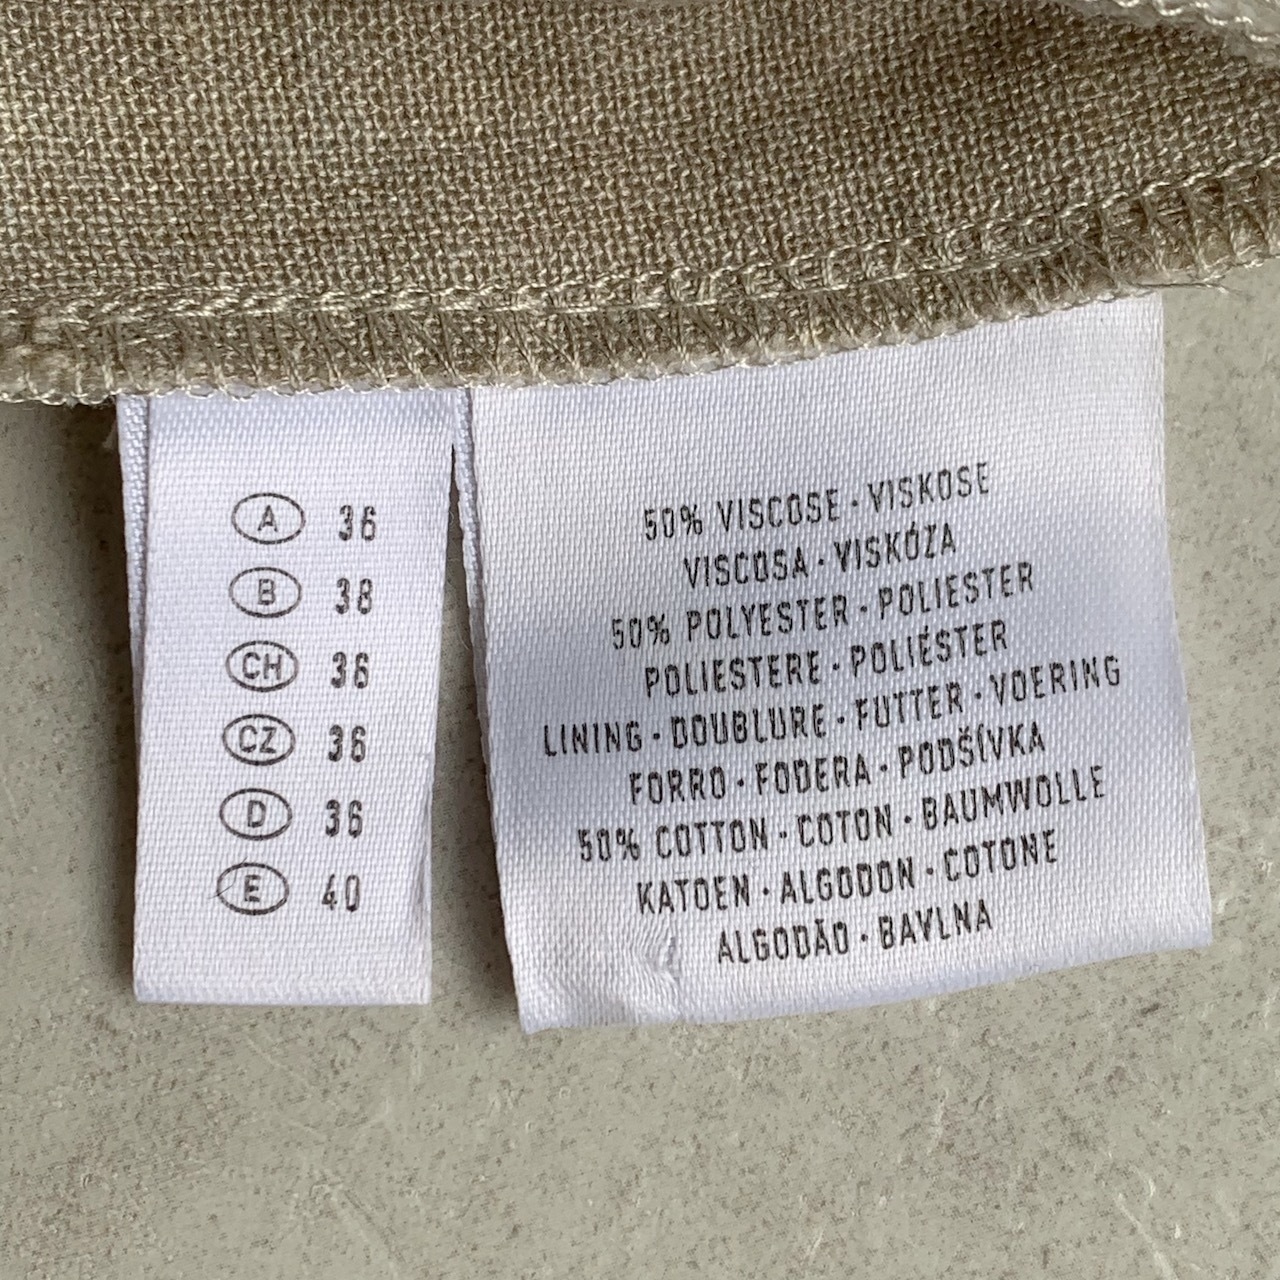 A 36
B 38
CH 36
CZ 36
D 36
E 40
50% VISCOSE · VISKOSE
VISCOSA · VISKÓZA
50% POLYESTER · POLIESTER
POLIESTERE · POLIÉSTER
LINING · DOUBLURE · FUTTER · VOERING
FORRO · FODERA · PODŠÍVKA
50% COTTON · COTON · BAUMWOLLE
KATOEN · ALGODON · COTONE
ALGODÃO · BAVLNA